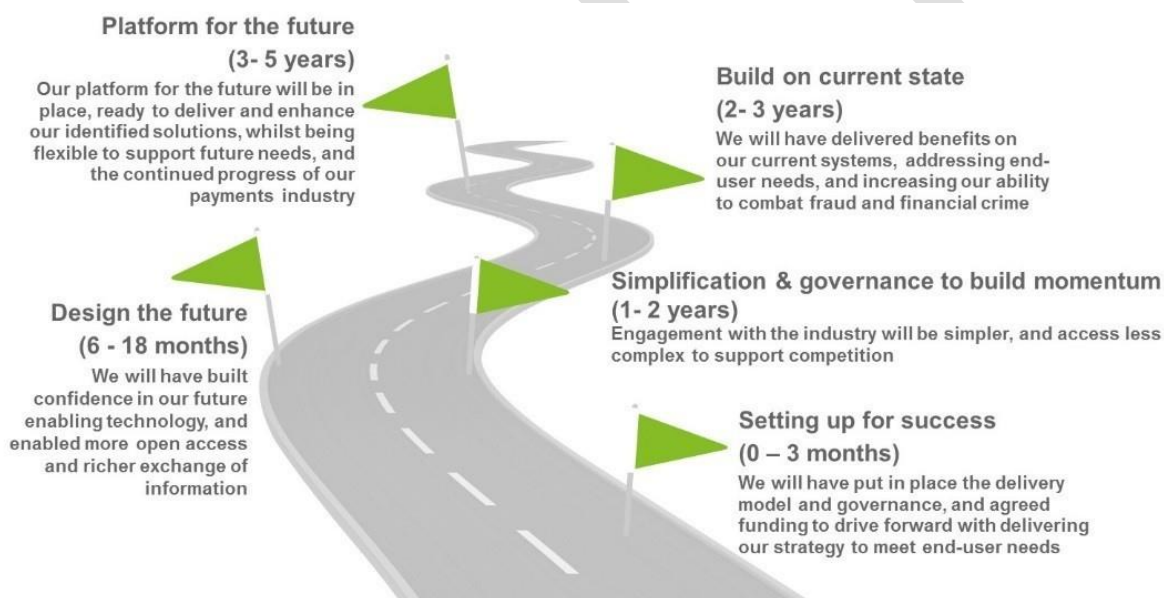 Platform for the future
(3- 5 years)
Our platform for the future will be in
place, ready to deliver and enhance
our identified solutions, whilst being
flexible to support future needs, and
the continued progress of our
payments industry
Build on current state
(2- 3 years)
We will have delivered benefits on
our current systems, addressing end-
user needs, and increasing our ability
to combat fraud and financial crime
Design the future
(6 - 18 months)
We will have built
confidence in our future
enabling technology, and
enabled more open access
and richer exchange of
information
Simplification & governance to build momentum
(1- 2 years)
Engagement with the industry will be simpler, and access less
complex to support competition
Setting up for success
(0 – 3 months)
We will have put in place the delivery
model and governance, and agreed
funding to drive forward with delivering
our strategy to meet end-user needs